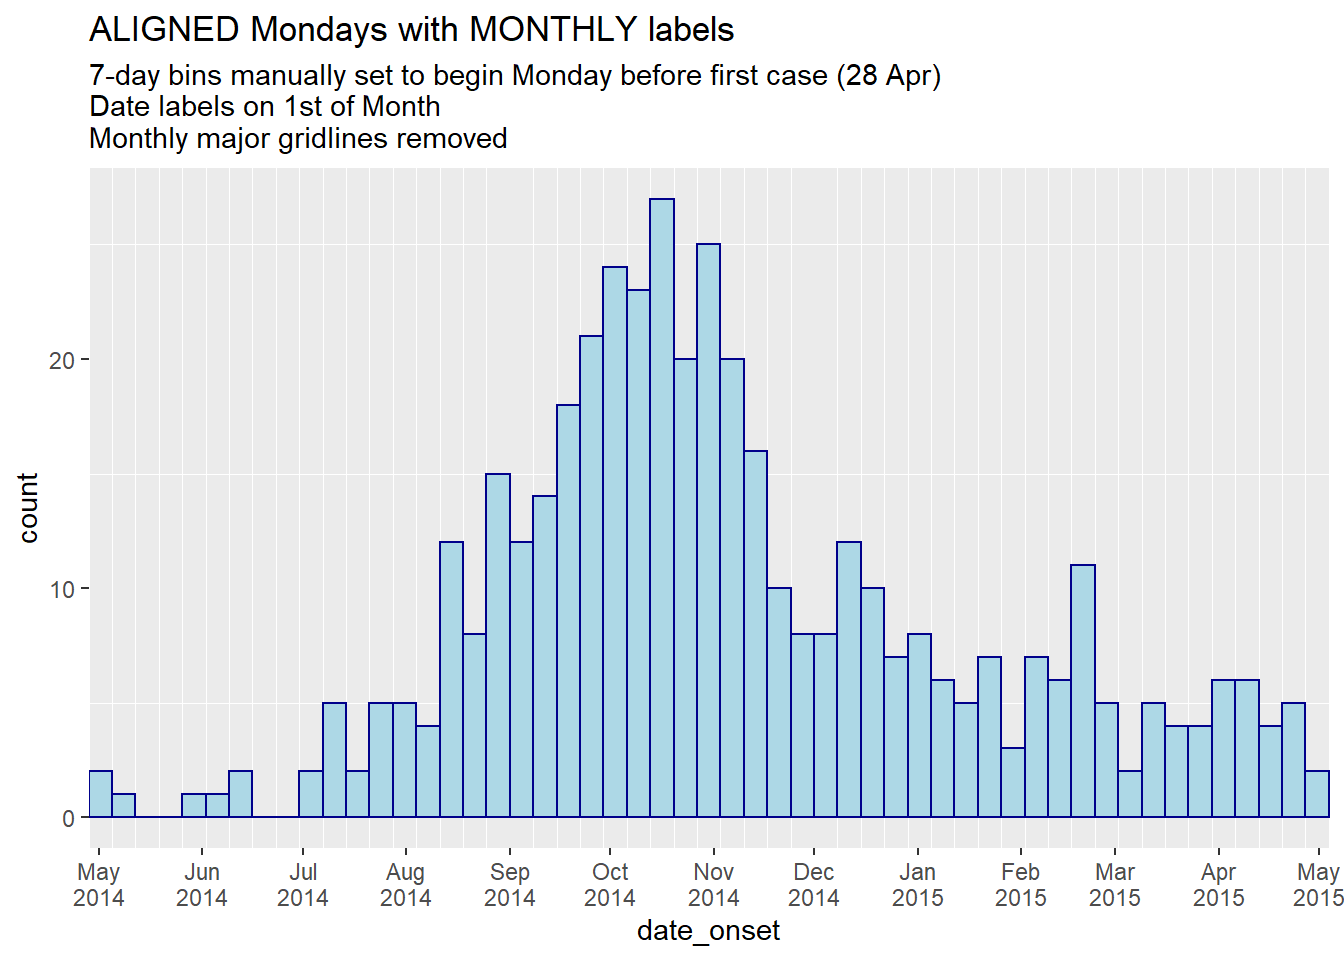 ALIGNED Mondays with MONTHLY labels
7-day bins manually set to begin Monday before first case (28 Apr)
Date labels on 1st of Month
Monthly major gridlines removed
count
20
10
0
May Jun Jul Aug Sep Oct Nov Dec Jan Feb Mar Apr May
2014 2014 2014 2014 2014 2014 2014 2014 2015 2015 2015 2015 2015
date_onset